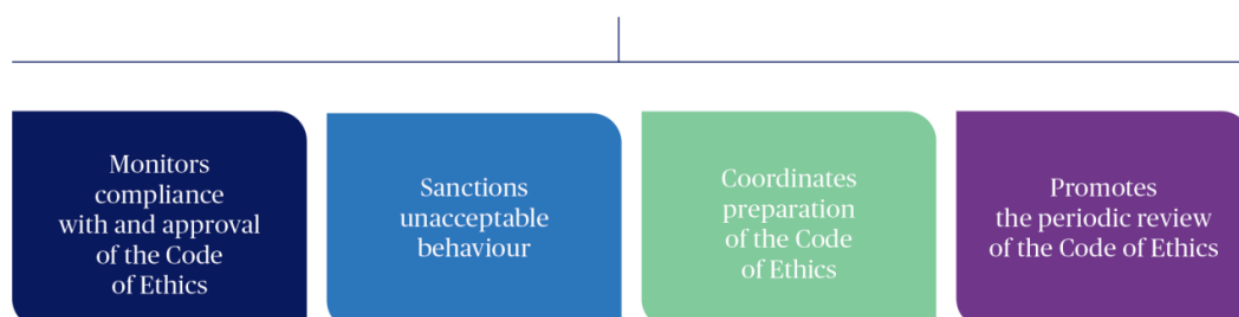 Monitors
compliance
with and approval
of the Code
of Ethics
Sanctions
unacceptable
behaviour
Coordinates
preparation
of the Code
of Ethics
Promotes
the periodic review
of the Code of Ethics